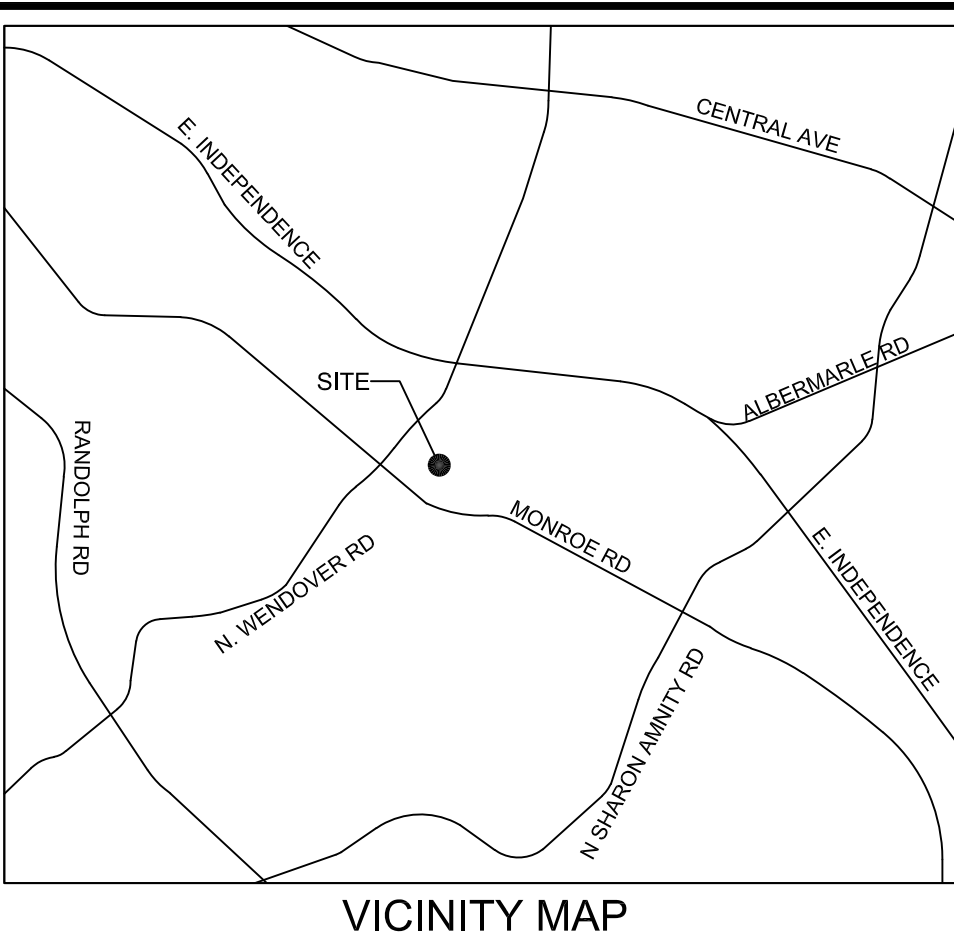 CENTRAL AVE
E. INDEPENDENCE
ALBERMARLE RD
SITE
RANDOLPH RD
MONROE RD
N. WENDOVER RD
E. INDEPENDENCE
N SHARON AMNITY RD
VICINITY MAP